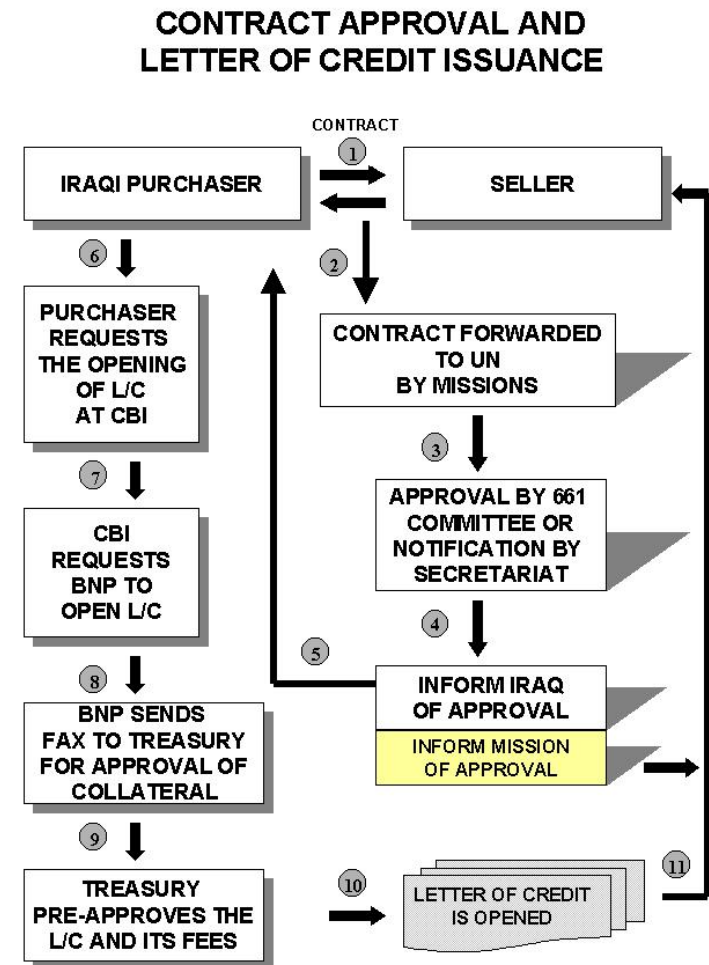 CONTRACT APPROVAL AND
LETTER OF CREDIT ISSUANCE
CONTRACT
1
IRAQI PURCHASER
SELLER
6
2
PURCHASER
REQUESTS
THE OPENING
OF L/C
AT CBI
CONTRACT FORWARDED
TO UN
BY MISSIONS
3
7
APPROVAL BY 661
COMMITTEE OR
NOTIFICATION BY
SECRETARIAT
CBI
REQUESTS
BNP TO
OPEN L/C
4
5
8
INFORM IRAQ
OF APPROVAL
INFORM MISSION
OF APPROVAL
BNP SENDS
FAX TO TREASURY
FOR APPROVAL OF
COLLATERAL
9
TREASURY
PRE-APPROVES THE
L/C AND ITS FEES
10
LETTER OF CREDIT
IS OPENED
11